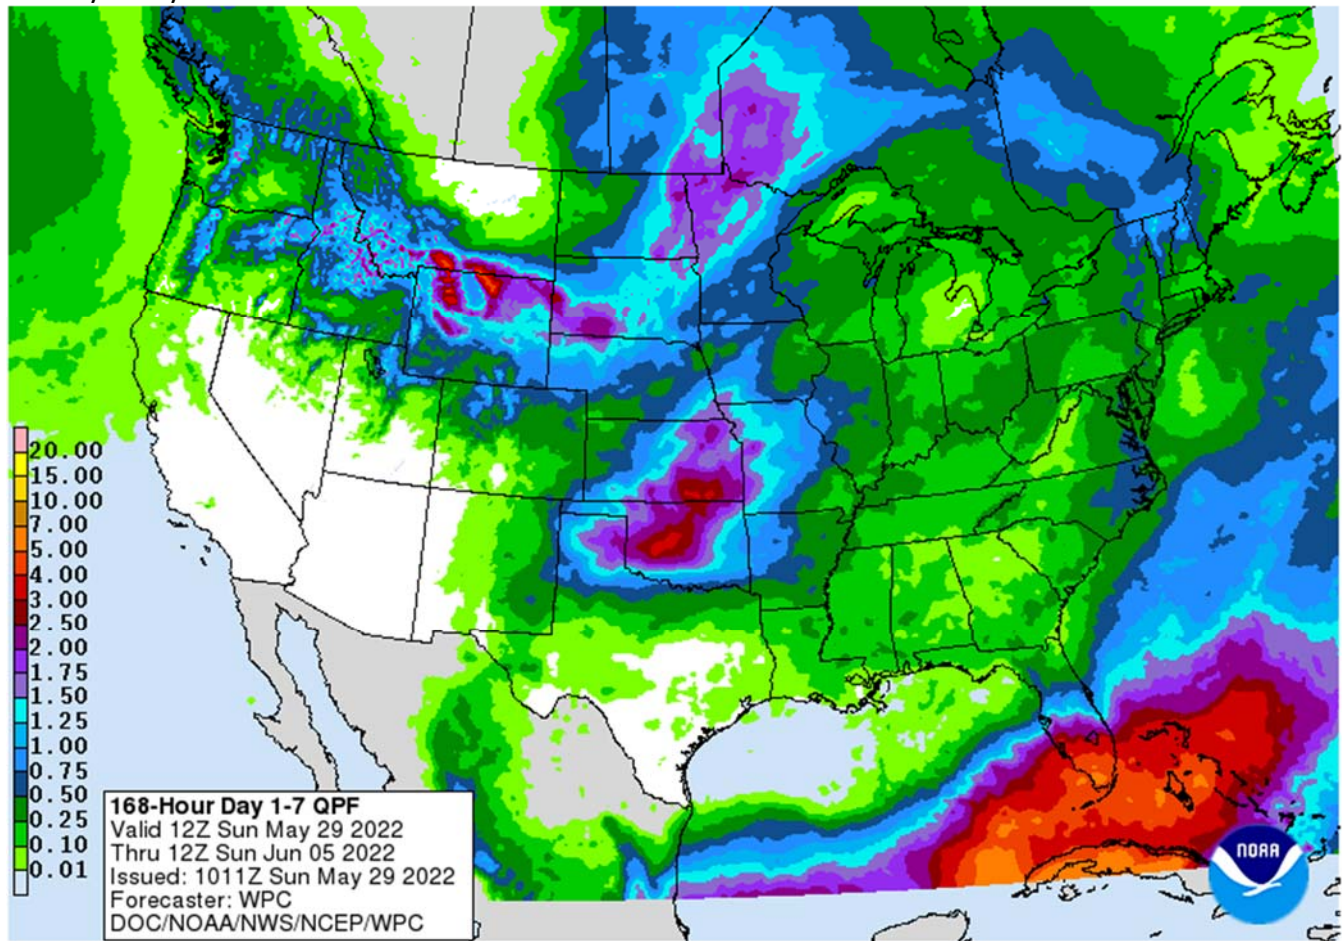 20.00
15.00
10.00
7.00
5.00
4.00
3.00
2.50
2.00
1.75
1.50
1.25
1.00
0.75
0.50
0.25
0.10
0.01
168-Hour Day 1-7 QPF
Valid 12Z Sun May 29 2022
Thru 12Z Sun Jun 05 2022
Issued: 1011Z Sun May 29 2022
Forecaster: WPC
DOC/NOAA/NWS/NCEP/WPC
NOAA